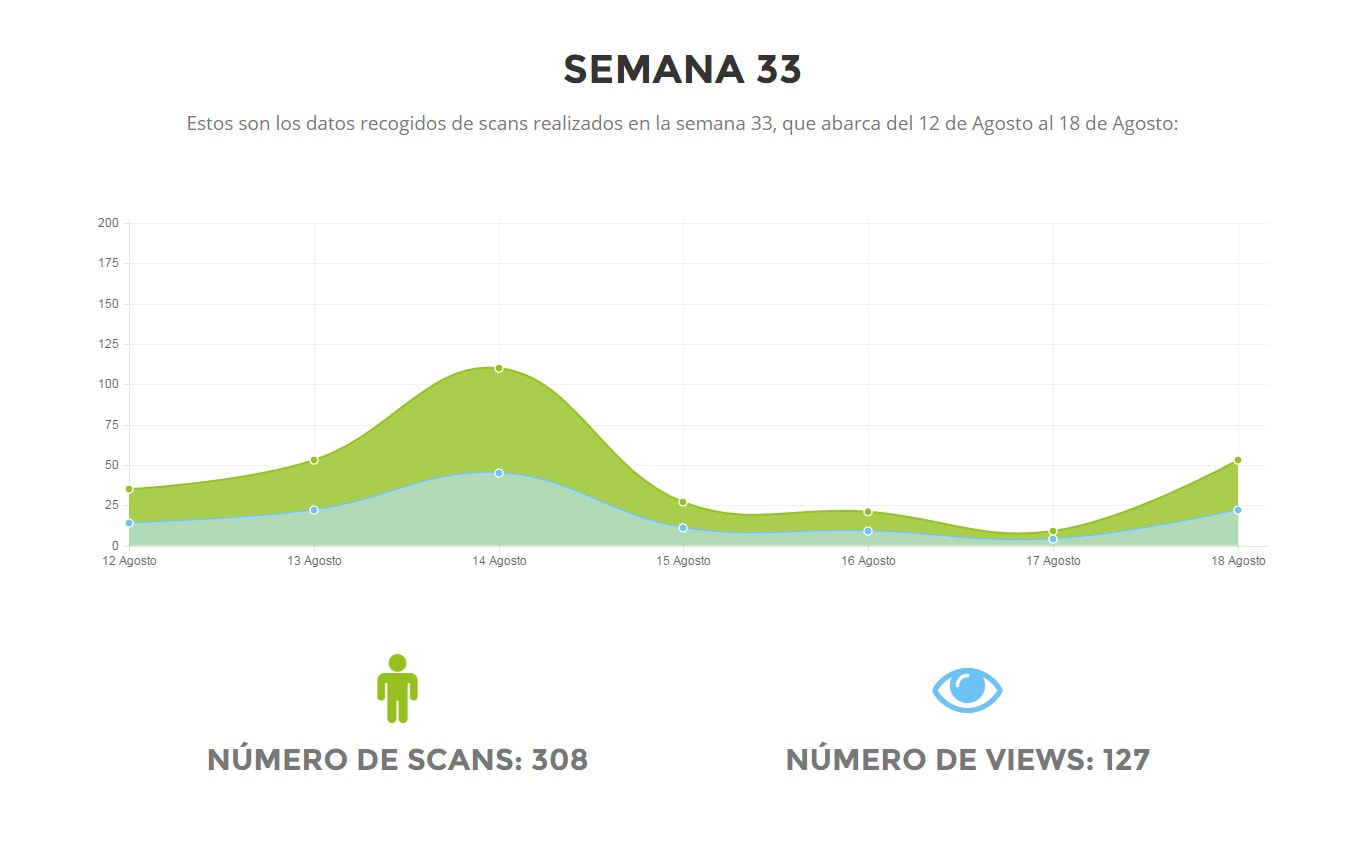 SEMANA 33
Estos son los datos recogidos de scans realizados en la semana 33, que abarca del 12 de Agosto al 18 de Agosto:
200
175
150
125
100
75
50
25
0
12 Agosto 13 Agosto 14 Agosto 15 Agosto 16 Agosto 17 Agosto 18 Agosto
NÚMERO DE SCANS: 308 NÚMERO DE VIEWS: 127